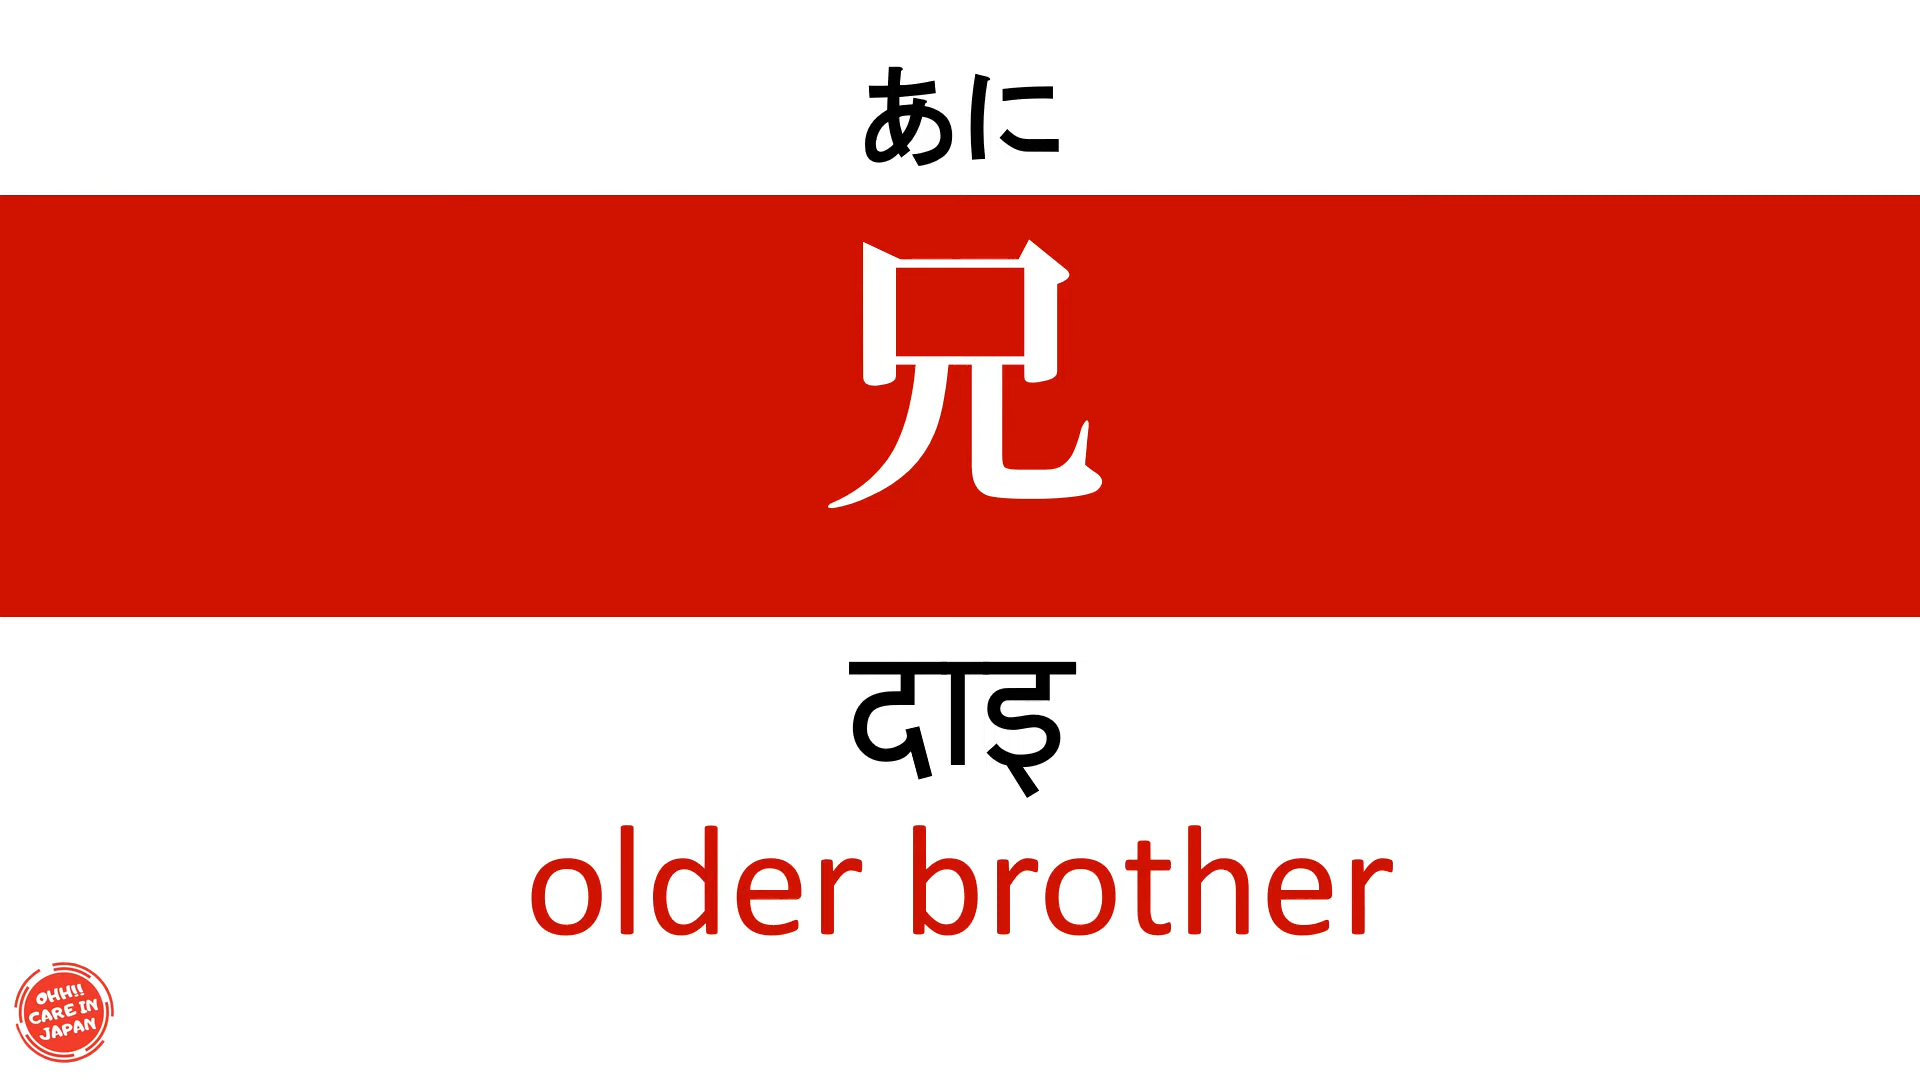 あに
兄
दाइ
older brother
OHH!!
CARE IN
JAPAN